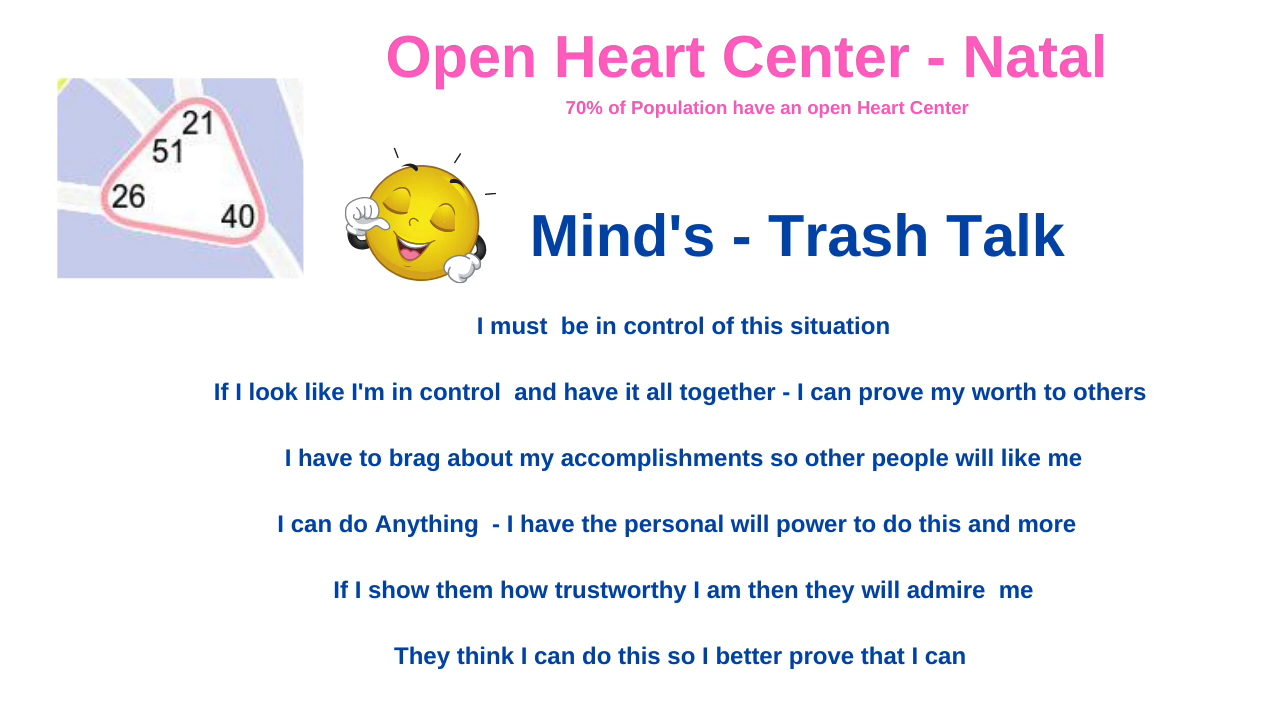 Open Heart Center - Natal
70% of Population have an open Heart Center
21
51
26
40
Mind's - Trash Talk
I must  be in control of this situation
If I look like I'm in control  and have it all together - I can prove my worth to others
I have to brag about my accomplishments so other people will like me
I can do Anything  - I have the personal will power to do this and more
If I show them how trustworthy I am then they will admire  me
They think I can do this so I better prove that I can